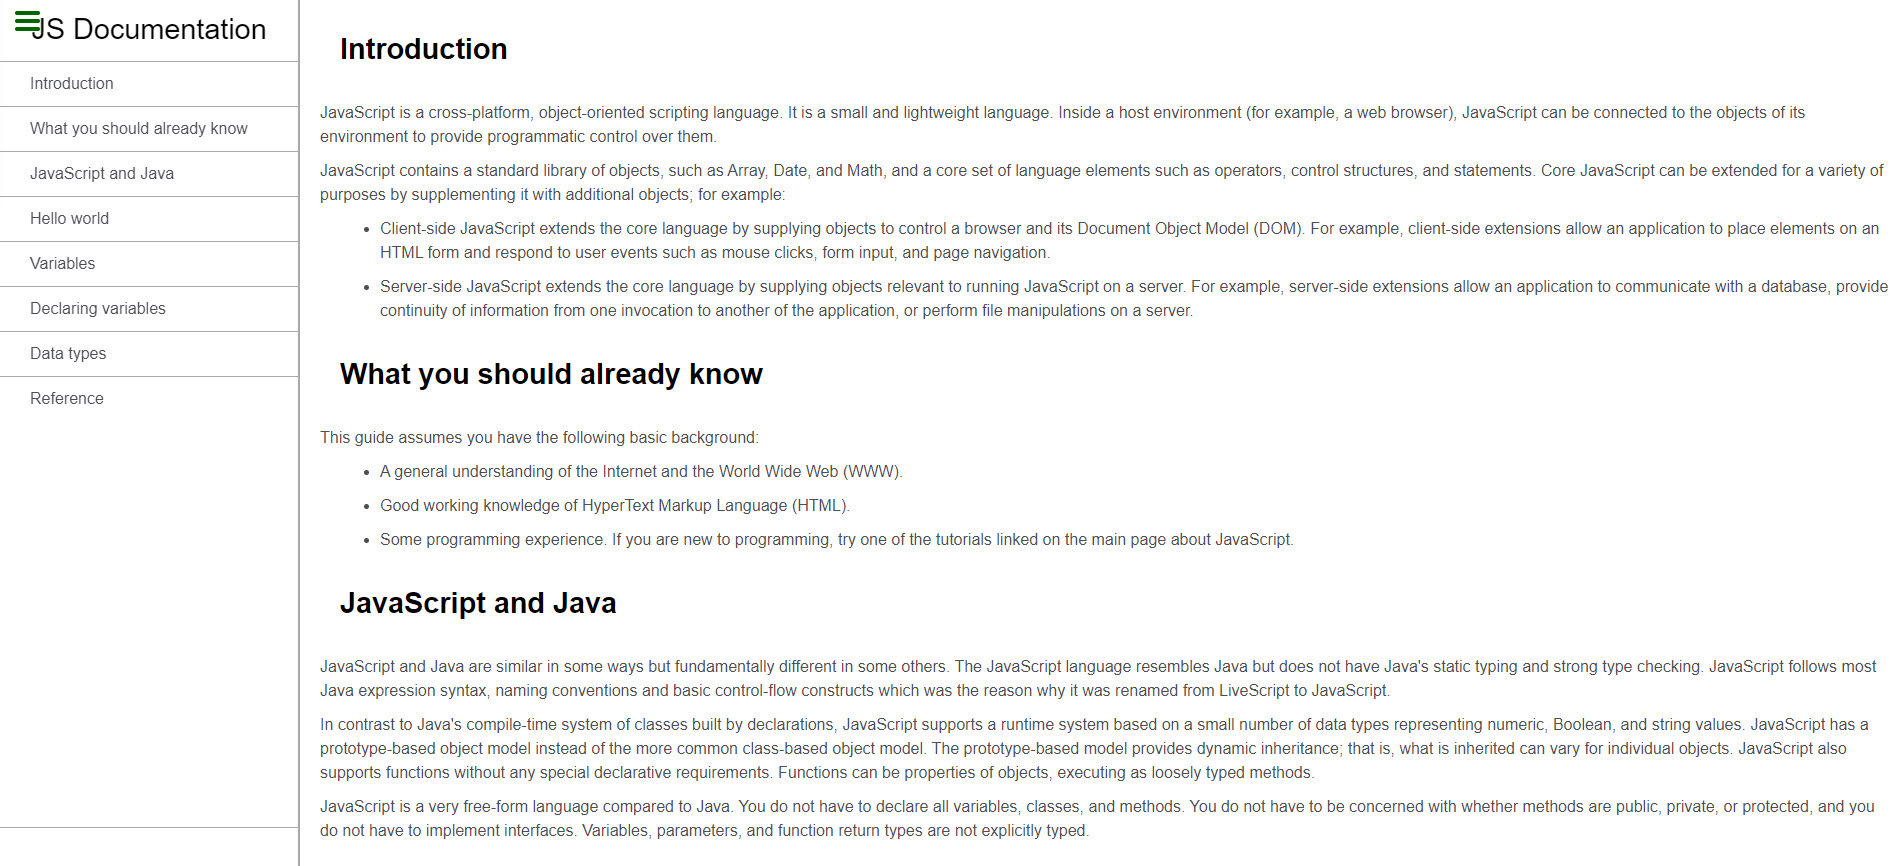 JS Documentation
Introduction
What you should already know
JavaScript and Java
Hello world
Variables
Declaring variables
Data types
Reference
Introduction
JavaScript is a cross-platform, object-oriented scripting language. It is a small and lightweight language. Inside a host environment (for example, a web browser), JavaScript can be connected to the objects of its
environment to provide programmatic control over them.
JavaScript contains a standard library of objects, such as Array, Date, and Math, and a core set of language elements such as operators, control structures, and statements. Core JavaScript can be extended for a variety of
purposes by supplementing it with additional objects; for example:
• Client-side JavaScript extends the core language by supplying objects to control a browser and its Document Object Model (DOM). For example, client-side extensions allow an application to place elements on an
HTML form and respond to user events such as mouse clicks, form input, and page navigation.
• Server-side JavaScript extends the core language by supplying objects relevant to running JavaScript on a server. For example, server-side extensions allow an application to communicate with a database, provide
continuity of information from one invocation to another of the application, or perform file manipulations on a server.
What you should already know
This guide assumes you have the following basic background:
• A general understanding of the Internet and the World Wide Web (WWW).
• Good working knowledge of HyperText Markup Language (HTML).
• Some programming experience. If you are new to programming, try one of the tutorials linked on the main page about JavaScript.
JavaScript and Java
JavaScript and Java are similar in some ways but fundamentally different in some others. The JavaScript language resembles Java but does not have Java's static typing and strong type checking. JavaScript follows most
Java expression syntax, naming conventions and basic control-flow constructs which was the reason why it was renamed from LiveScript to JavaScript.
In contrast to Java's compile-time system of classes built by declarations, JavaScript supports a runtime system based on a small number of data types representing numeric, Boolean, and string values. JavaScript has a
prototype-based object model instead of the more common class-based object model. The prototype-based model provides dynamic inheritance; that is, what is inherited can vary for individual objects. JavaScript also
supports functions without any special declarative requirements. Functions can be properties of objects, executing as loosely typed methods.
JavaScript is a very free-form language compared to Java. You do not have to declare all variables, classes, and methods. You do not have to be concerned with whether methods are public, private, or protected, and you
do not have to implement interfaces. Variables, parameters, and function return types are not explicitly typed.